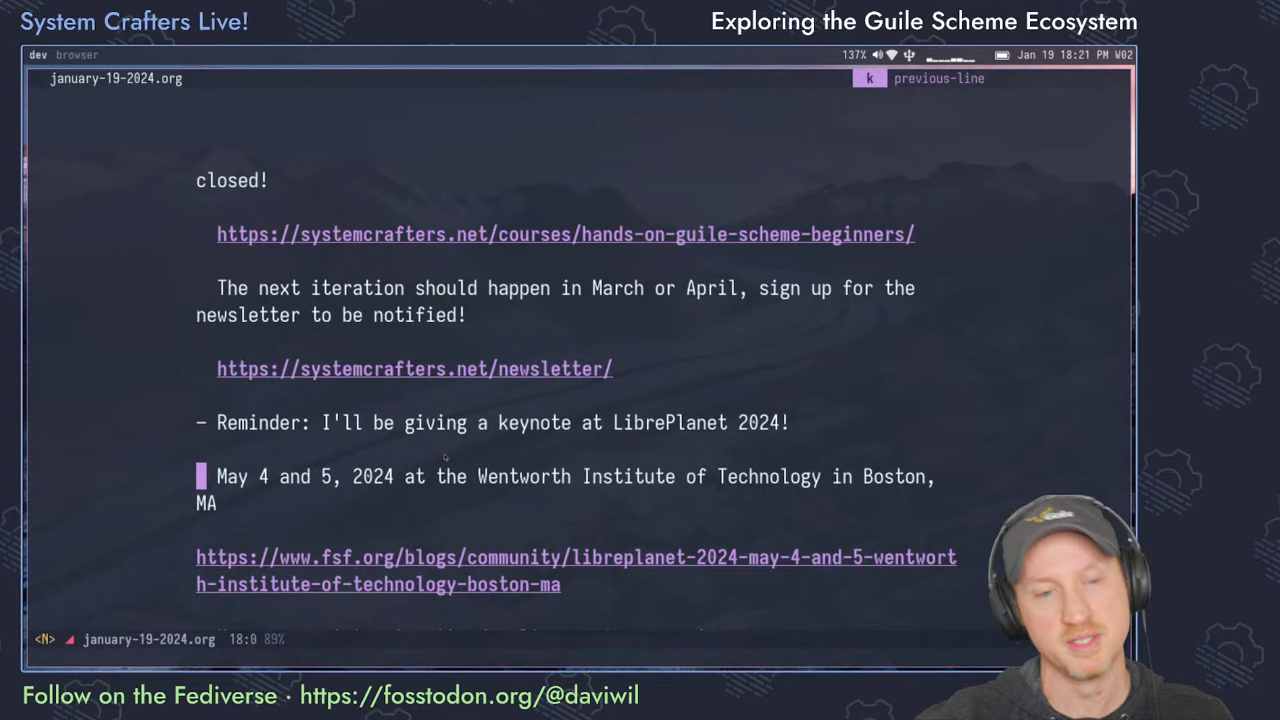 System Crafters Live!
Exploring the Guile Scheme Ecosystem
dev browser
137%
Jan 19 18:21 PM W02
january-19-2024.org
k previous-line
closed!
https://systemcrafters.net/courses/hands-on-guile-scheme-beginners/
The next iteration should happen in March or April, sign up for the
newsletter to be notified!
https://systemcrafters.net/newsletter/
– Reminder: I'll be giving a keynote at LibrePlanet 2024!
May 4 and 5, 2024 at the Wentworth Institute of Technology in Boston,
MA
https://www.fsf.org/blogs/community/libreplanet-2024-may-4-and-5-wentwort
h-institute-of-technology-boston-ma
<N> january-19-2024.org 18:0 89%
Follow on the Fediverse · https://fosstodon.org/@daviwil